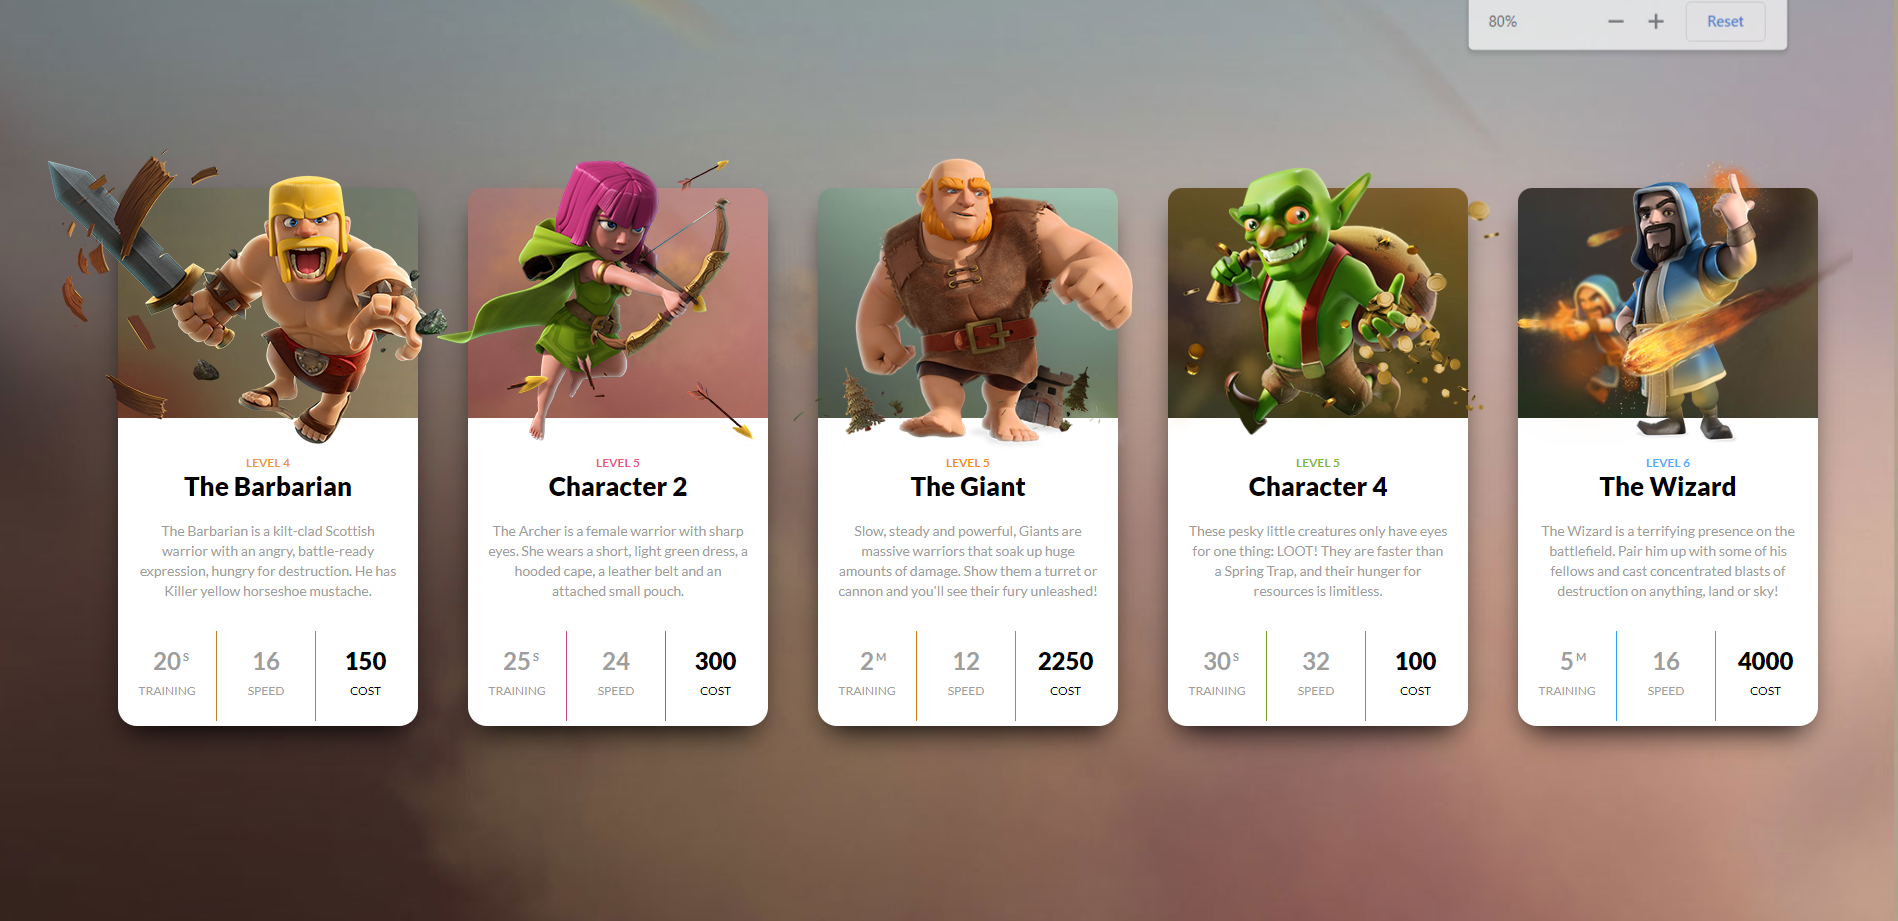 80%
Reset
LEVEL 4
The Barbarian
The Barbarian is a kilt-clad Scottish
warrior with an angry, battle-ready
expression, hungry for destruction. He has
Killer yellow horseshoe mustache.
20 S
TRAINING
16
SPEED
150
COST
LEVEL 5
Character 2
The Archer is a female warrior with sharp
eyes. She wears a short, light green dress, a
hooded cape, a leather belt and an
attached small pouch.
25 S
TRAINING
24
SPEED
300
COST
LEVEL 5
The Giant
Slow, steady and powerful, Giants are
massive warriors that soak up huge
amounts of damage. Show them a turret or
cannon and you'll see their fury unleashed!
2 M
TRAINING
12
SPEED
2250
COST
LEVEL 5
Character 4
These pesky little creatures only have eyes
for one thing: LOOT! They are faster than
a Spring Trap, and their hunger for
resources is limitless.
30 S
TRAINING
32
SPEED
100
COST
LEVEL 6
The Wizard
The Wizard is a terrifying presence on the
battlefield. Pair him up with some of his
fellows and cast concentrated blasts of
destruction on anything, land or sky!
5 M
TRAINING
16
SPEED
4000
COST